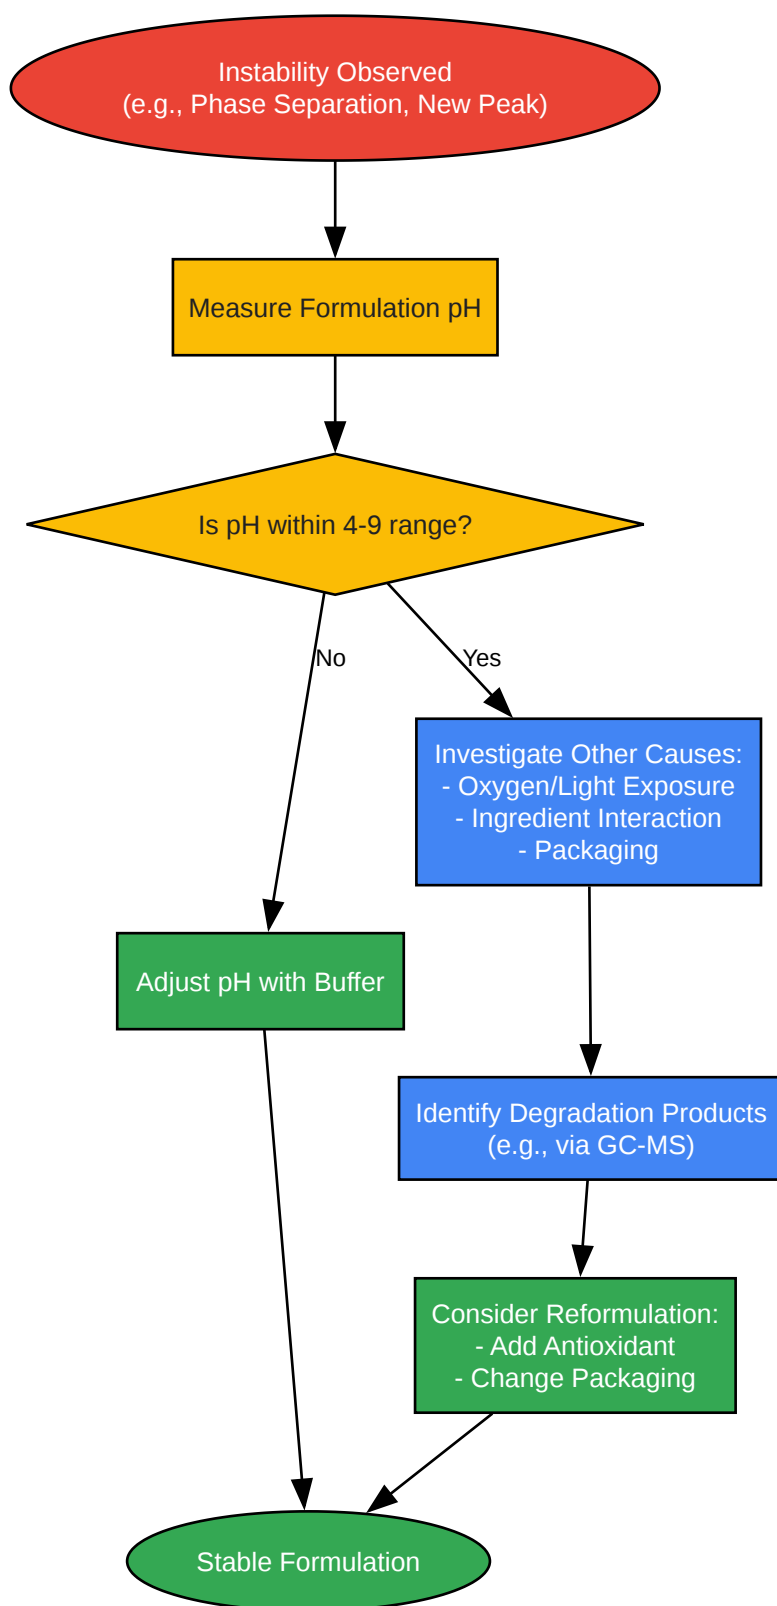 Instability Observed
(e.g., Phase Separation, New Peak)
Measure Formulation pH
Is pH within 4-9 range?
No
Yes
Investigate Other Causes:
- Oxygen/Light Exposure
- Ingredient Interaction
- Packaging
Adjust pH with Buffer
Identify Degradation Products
(e.g., via GC-MS)
Consider Reformulation:
- Add Antioxidant
- Change Packaging
Stable Formulation